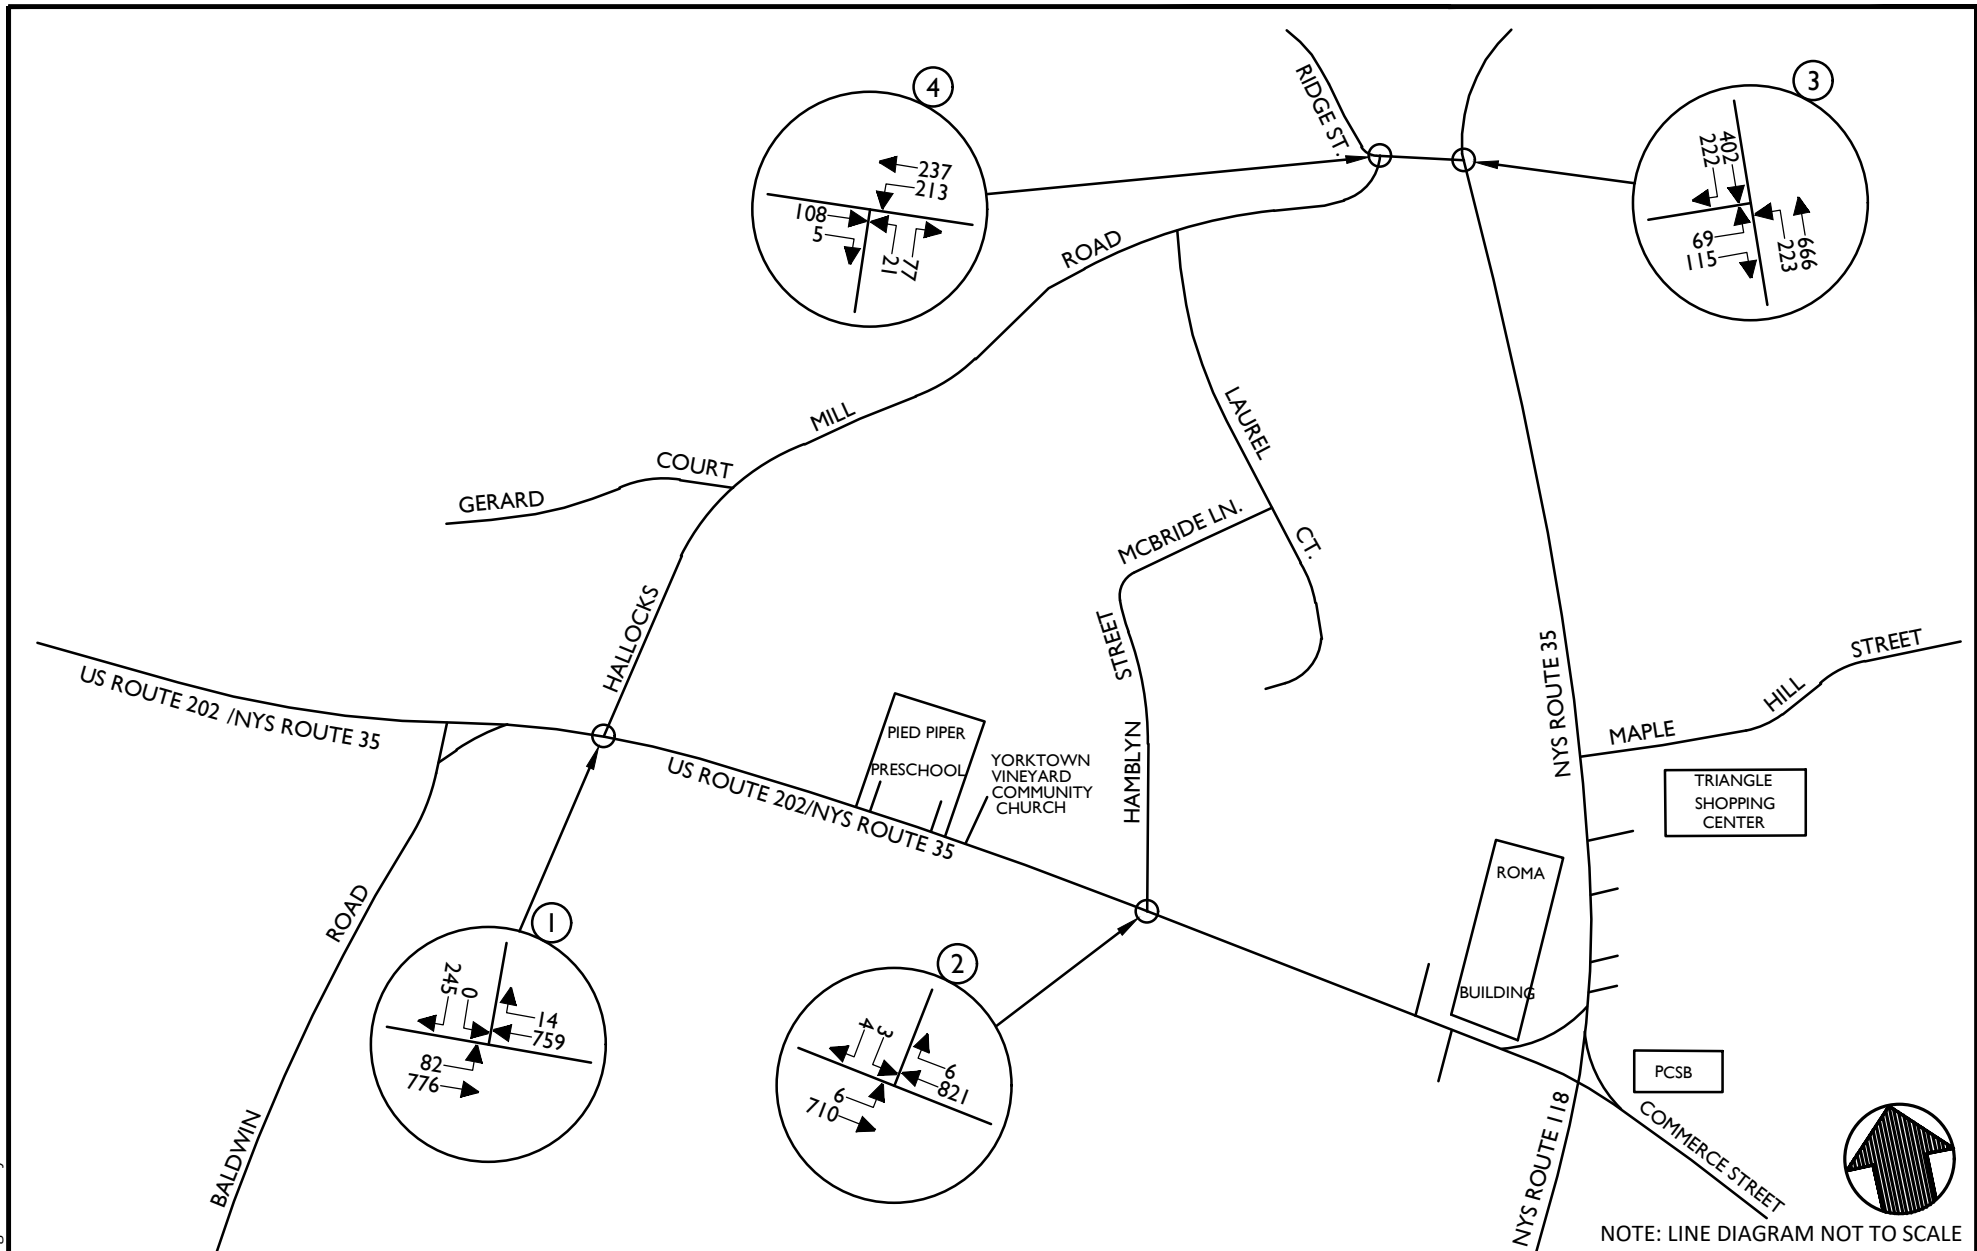 4
237
213
108
5
21
77
RIDGE ST.
3
402
222
69
115
666
223
ROAD
MILL
COURT
GERARD
LAUREL
CT.
MCBRIDE LN.
HALLOCKS
STREET
HAMBLYN
US ROUTE 202 /NYS ROUTE 35
US ROUTE 202/NYS ROUTE 35
PIED PIPER
PRESCHOOL
YORKTOWN
VINEYARD
COMMUNITY
CHURCH
NYS ROUTE 35
MAPLE
HILL
STREET
TRIANGLE
SHOPPING
CENTER
ROMA
BUILDING
PCSB
ROAD
BALDWIN
1
245
0
14
759
82
776
2
4
3
6
821
6
710
NYS ROUTE 118
COMMERCE STREET
NOTE: LINE DIAGRAM NOT TO SCALE